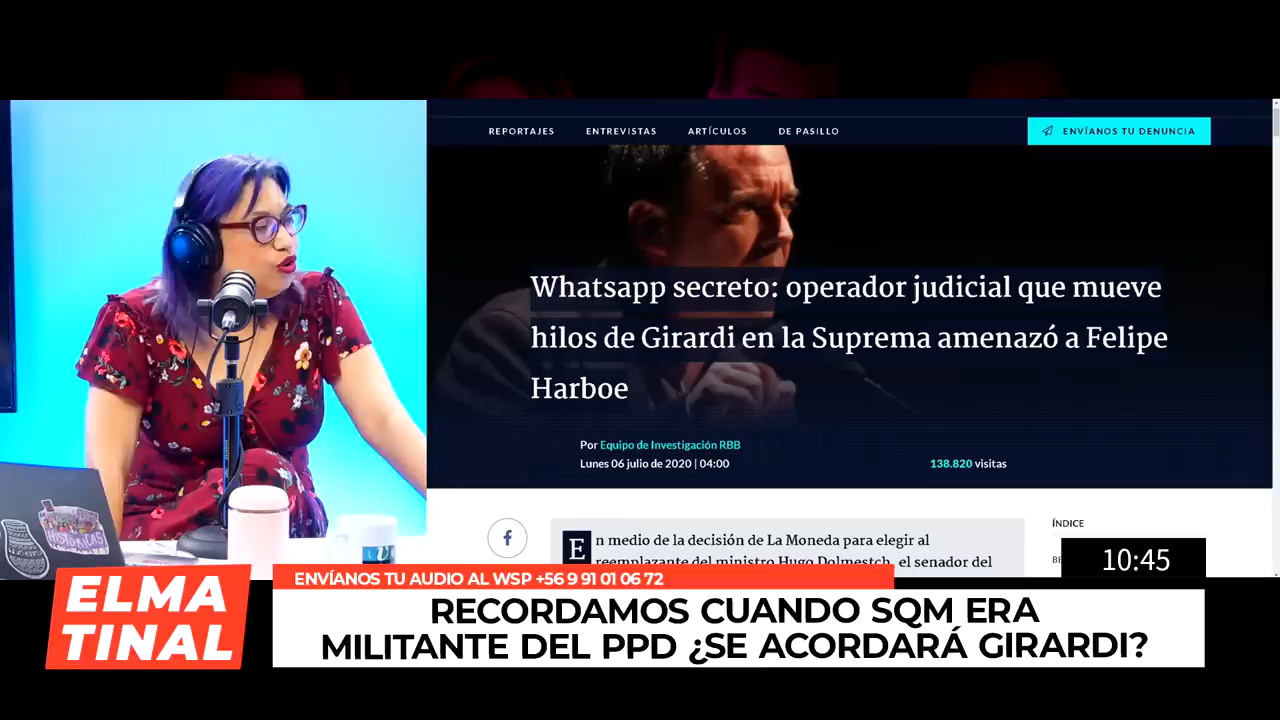 REPORTAJES ENTREVISTAS ARTÍCULOS DE PASILLO ENVÍANOS TU DENUNCIA
Whatsapp secreto: operador judicial que mueve
hilos de Girardi en la Suprema amenazó a Felipe
Harboe
Por Equipo de Investigación RBB
Lunes 06 julio de 2020 | 04:00
138.820 visitas
En medio de la decisión de La Moneda para elegir al
reemplazante del ministro Hugo Dolmestch, el senador del
ÍNDICE
10:45
HISTÓRICAS
ELMA
TINAL
ENVÍANOS TU AUDIO AL WSP +56 9 91 01 06 72
RECORDAMOS CUANDO SQM ERA
MILITANTE DEL PPD ¿SE ACORDARÁ GIRARDI?